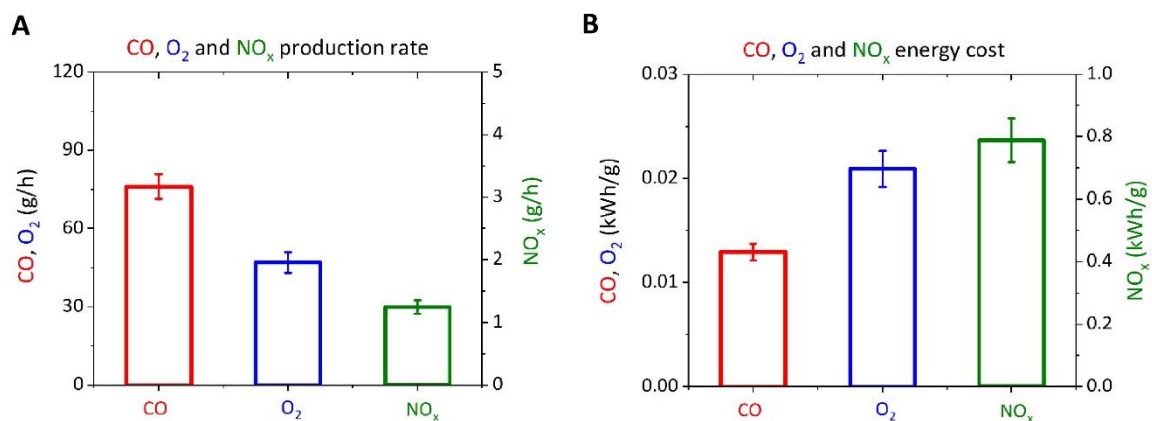 A
CO, O₂ and NOₓ production rate
120
90
60
30
0
CO, O₂ (g/h)
5
4
3
2
1
0
NOₓ (g/h)
CO
O₂
NOₓ
B
CO, O₂ and NOₓ energy cost
0.03
0.02
0.01
0.00
CO, O₂ (kWh/g)
1.0
0.8
0.6
0.4
0.2
0.0
NOₓ (kWh/g)
CO
O₂
NOₓ